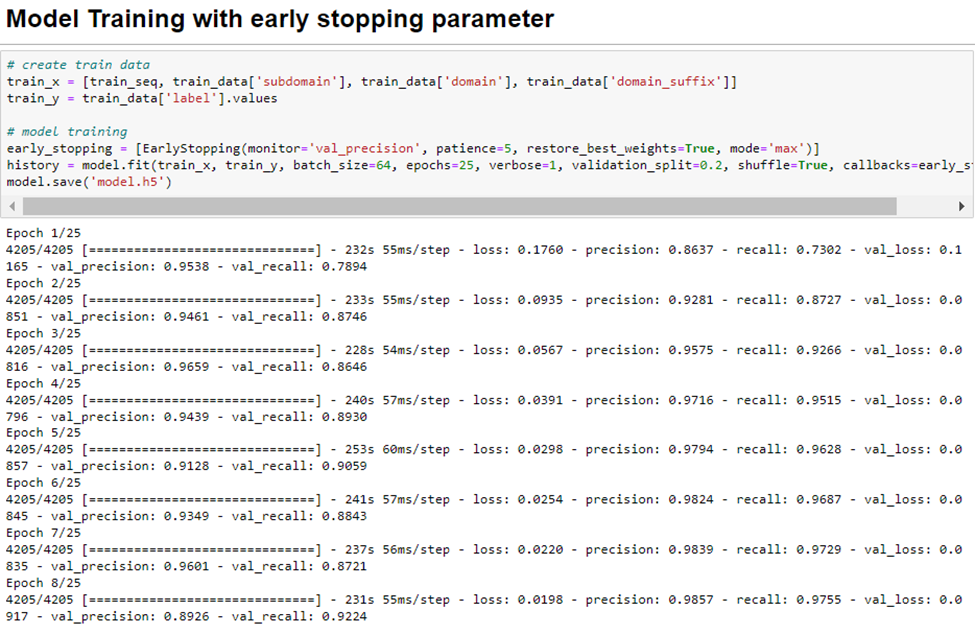 Model Training with early stopping parameter
# create train data
train_x = [train_seq, train_data['subdomain'], train_data['domain'], train_data['domain_suffix']]
train_y = train_data['label'].values
# model training
early_stopping = [EarlyStopping(monitor='val_precision', patience=5, restore_best_weights=True, mode='max')]
history = model.fit(train_x, train_y, batch_size=64, epochs=25, verbose=1, validation_split=0.2, shuffle=True, callbacks=early_s
model.save('model.h5')
Epoch 1/25
4205/4205 [==============================] - 232s 55ms/step - loss: 0.1760 - precision: 0.8637 - recall: 0.7302 - val_loss: 0.1
165 - val_precision: 0.9538 - val_recall: 0.7894
Epoch 2/25
4205/4205 [==============================] - 233s 55ms/step - loss: 0.0935 - precision: 0.9281 - recall: 0.8727 - val_loss: 0.0
851 - val_precision: 0.9461 - val_recall: 0.8746
Epoch 3/25
4205/4205 [==============================] - 228s 54ms/step - loss: 0.0567 - precision: 0.9575 - recall: 0.9266 - val_loss: 0.0
816 - val_precision: 0.9659 - val_recall: 0.8646
Epoch 4/25
4205/4205 [==============================] - 240s 57ms/step - loss: 0.0391 - precision: 0.9716 - recall: 0.9515 - val_loss: 0.0
796 - val_precision: 0.9439 - val_recall: 0.8930
Epoch 5/25
4205/4205 [==============================] - 253s 60ms/step - loss: 0.0298 - precision: 0.9794 - recall: 0.9628 - val_loss: 0.0
857 - val_precision: 0.9128 - val_recall: 0.9059
Epoch 6/25
4205/4205 [==============================] - 241s 57ms/step - loss: 0.0254 - precision: 0.9824 - recall: 0.9687 - val_loss: 0.0
845 - val_precision: 0.9349 - val_recall: 0.8843
Epoch 7/25
4205/4205 [==============================] - 237s 56ms/step - loss: 0.0220 - precision: 0.9839 - recall: 0.9729 - val_loss: 0.0
835 - val_precision: 0.9601 - val_recall: 0.8721
Epoch 8/25
4205/4205 [==============================] - 231s 55ms/step - loss: 0.0198 - precision: 0.9857 - recall: 0.9755 - val_loss: 0.0
917 - val_precision: 0.8926 - val_recall: 0.9224